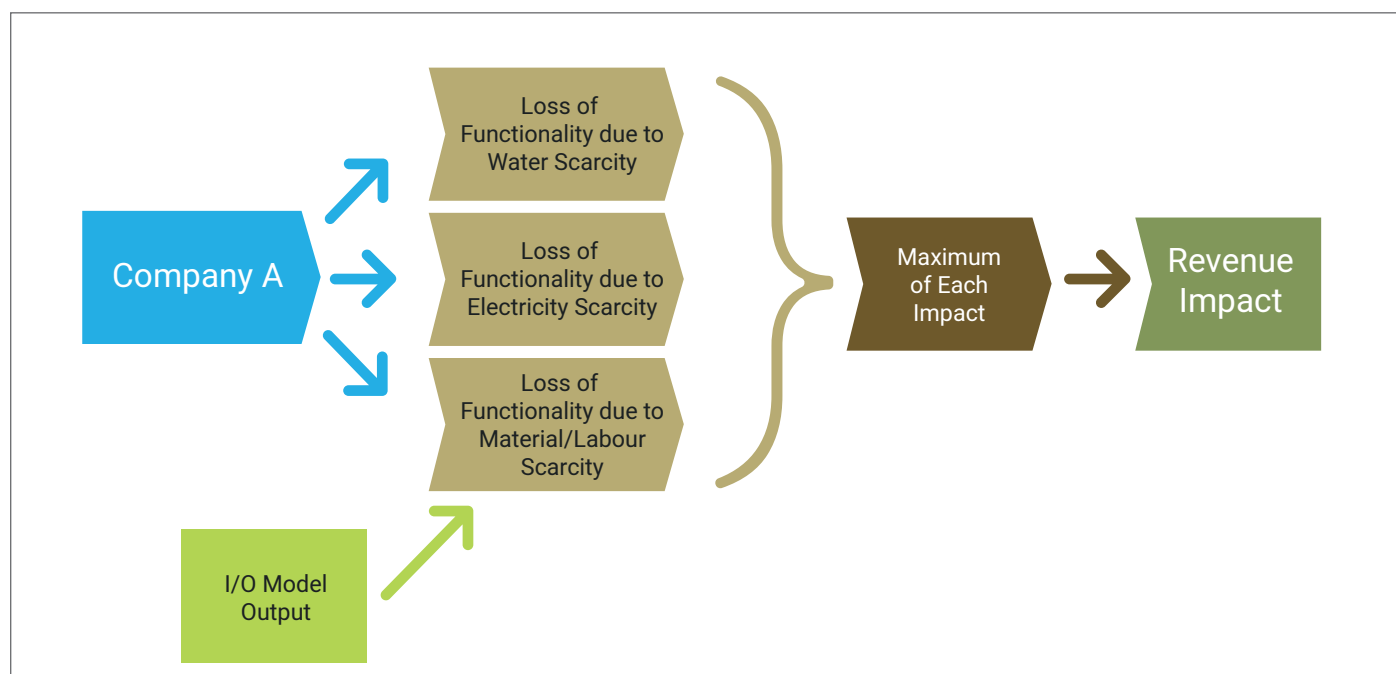 Company A
Loss of
Functionality due to
Water Scarcity
Loss of
Functionality due to
Electricity Scarcity
Loss of
Functionality due to
Material/Labour
Scarcity
I/O Model
Output
Maximum
of Each
Impact
Revenue
Impact